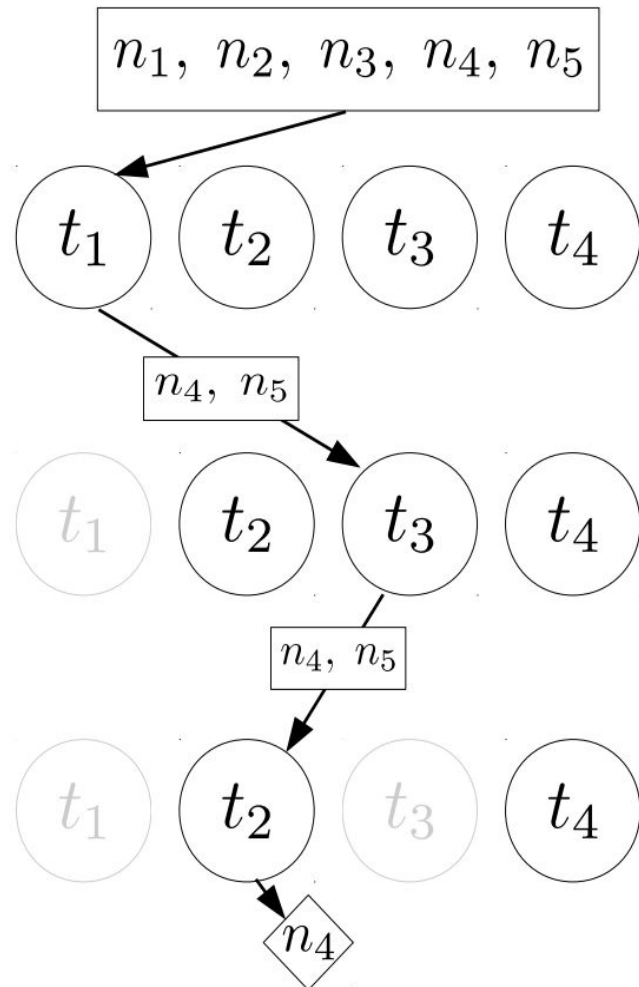 n₁, n₂, n₃, n₄, n₅
t₁ t₂ t₃ t₄
n₄, n₅
t₁ t₂ t₃ t₄
n₄, n₅
t₁ t₂ t₃ t₄
n₄